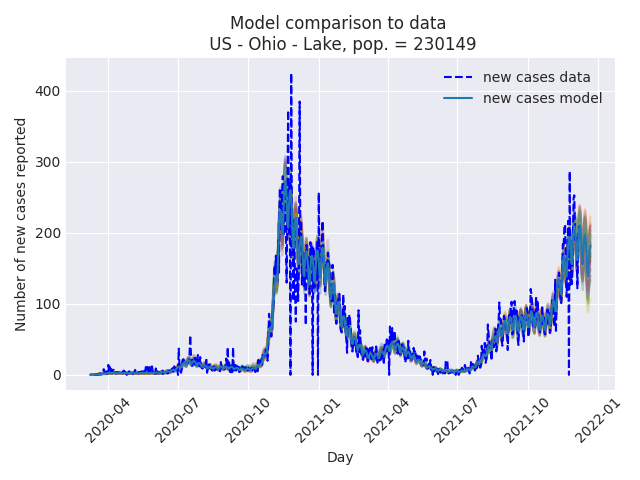 Model comparison to data
US - Ohio - Lake, pop. = 230149
new cases data
new cases model
Number of new cases reported
400
300
200
100
0
2020-04
2020-07
2020-10
2021-01
2021-04
2021-07
2021-10
2022-01
Day